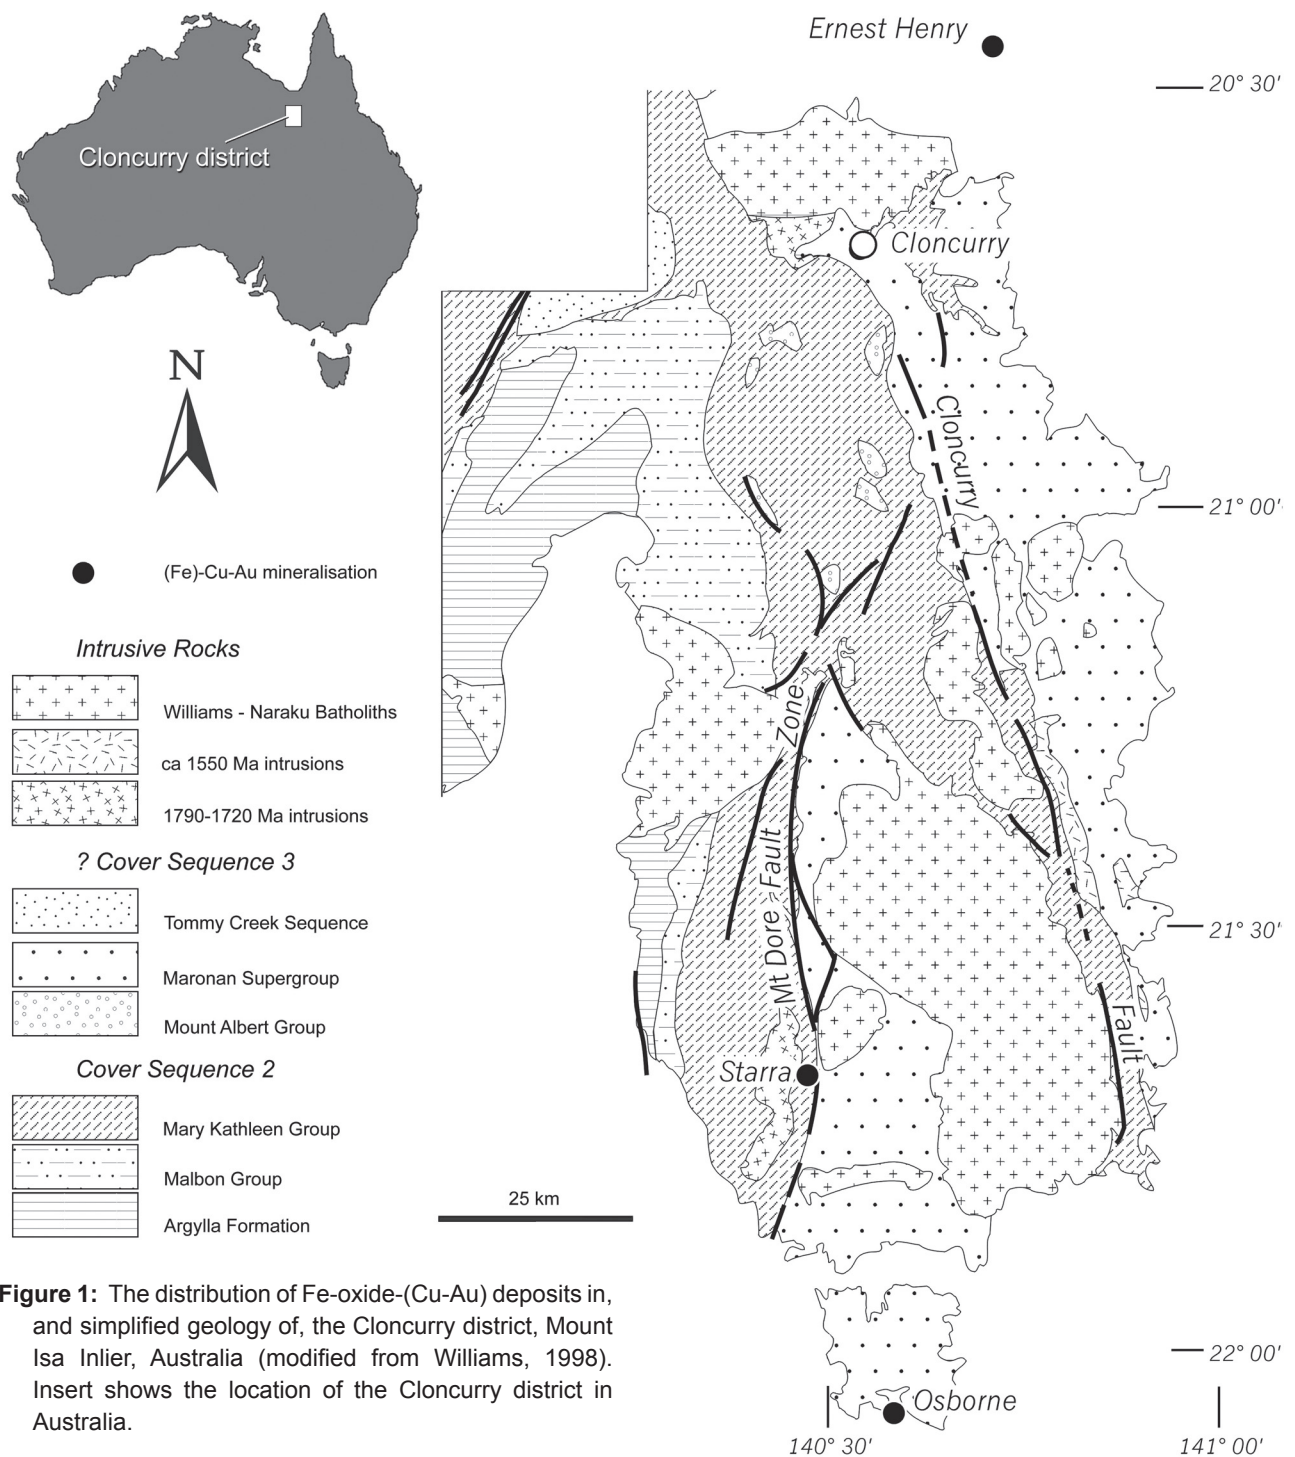 Ernest Henry
20° 30'
Cloncurry district
Cloncurry
N
Cloncurry
21° 00'
(Fe)-Cu-Au mineralisation
Intrusive Rocks
Williams - Naraku Batholiths
ca 1550 Ma intrusions
1790-1720 Ma intrusions
? Cover Sequence 3
Tommy Creek Sequence
Maronan Supergroup
Mount Albert Group
Cover Sequence 2
Mary Kathleen Group
Malbon Group
Argylla Formation
Zone
Mt Dore Fault
21° 30'
Fault
Starra
25 km
22° 00'
Osborne
140° 30'
141° 00'
Figure 1: The distribution of Fe-oxide-(Cu-Au) deposits in,
and simplified geology of, the Cloncurry district, Mount
Isa Inlier, Australia (modified from Williams, 1998).
Insert shows the location of the Cloncurry district in
Australia.